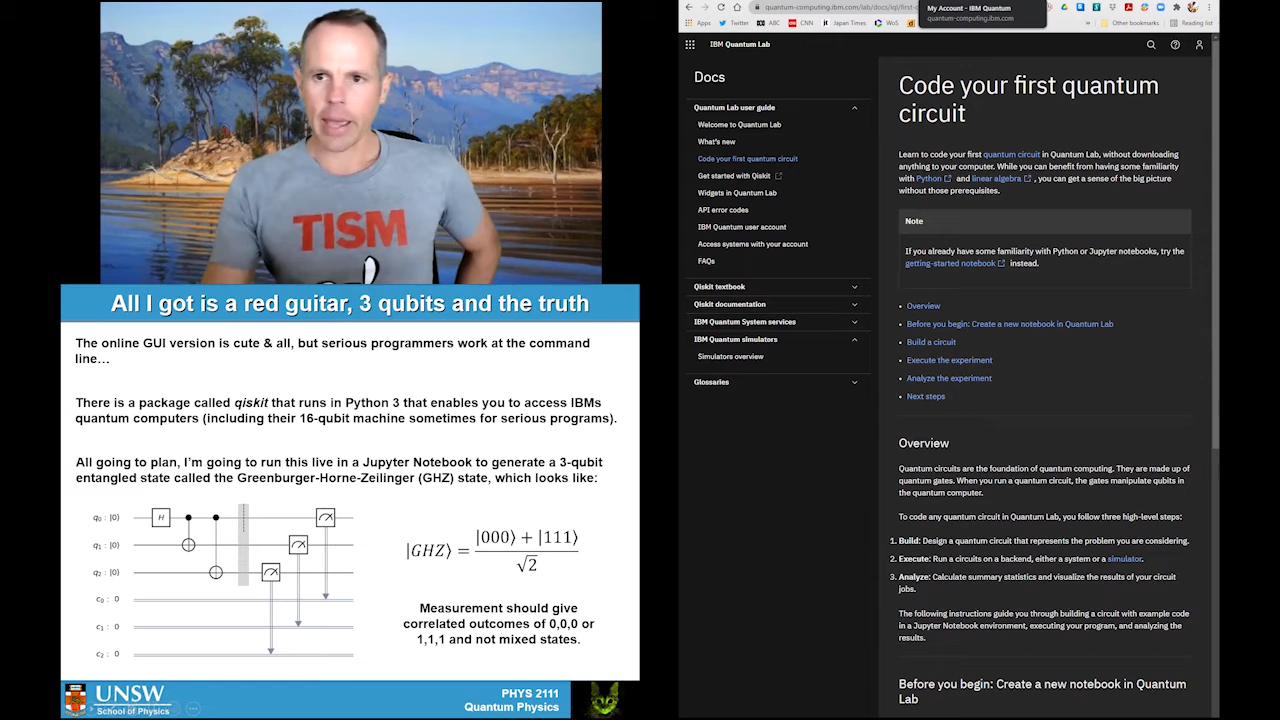 TISM
All I got is a red guitar, 3 qubits and the truth
The online GUI version is cute & all, but serious programmers work at the command
line…
There is a package called qiskit that runs in Python 3 that enables you to access IBMs
quantum computers (including their 16-qubit machine sometimes for serious programs).
All going to plan, I'm going to run this live in a Jupyter Notebook to generate a 3-qubit
entangled state called the Greenburger-Horne-Zeilinger (GHZ) state, which looks like:
q0 : |0⟩ H
q1 : |0⟩
q2 : |0⟩
c0 : 0
c1 : 0
c2 : 0
|GHZ⟩ = |000⟩ + |111⟩
√2
Measurement should give
correlated outcomes of 0,0,0 or
1,1,1 and not mixed states.
UNSW
School of Physics
PHYS 2111
Quantum Physics
quantum-computing.ibm.com/lab/docs/iql/first-c
My Account - IBM Quantum
quantum-computing.ibm.com
Apps Twitter ABC CNN Japan Times WoS
» Other bookmarks Reading list
IBM Quantum Lab
Docs
Quantum Lab user guide
Welcome to Quantum Lab
What's new
Code your first quantum circuit
Get started with Qiskit
Widgets in Quantum Lab
API error codes
IBM Quantum user account
Access systems with your account
FAQs
Qiskit textbook
Qiskit documentation
IBM Quantum System services
IBM Quantum simulators
Simulators overview
Glossaries
Code your first quantum
circuit
Learn to code your first quantum circuit in Quantum Lab, without downloading
anything to your computer. While you can benefit from having some familiarity
with Python and linear algebra , you can get a sense of the big picture
without those prerequisites.
Note
If you already have some familiarity with Python or Jupyter notebooks, try the
getting-started notebook instead.
• Overview
• Before you begin: Create a new notebook in Quantum Lab
• Build a circuit
• Execute the experiment
• Analyze the experiment
• Next steps
Overview
Quantum circuits are the foundation of quantum computing. They are made up of
quantum gates. When you run a quantum circuit, the gates manipulate qubits in
the quantum computer.
To code any quantum circuit in Quantum Lab, you follow three high-level steps:
1. Build: Design a quantum circuit that represents the problem you are considering.
2. Execute: Run a circuits on a backend, either a system or a simulator.
3. Analyze: Calculate summary statistics and visualize the results of your circuit
jobs.
The following instructions guide you through building a circuit with example code
in a Jupyter Notebook environment, executing your program, and analyzing the
results.
Before you begin: Create a new notebook in Quantum
Lab